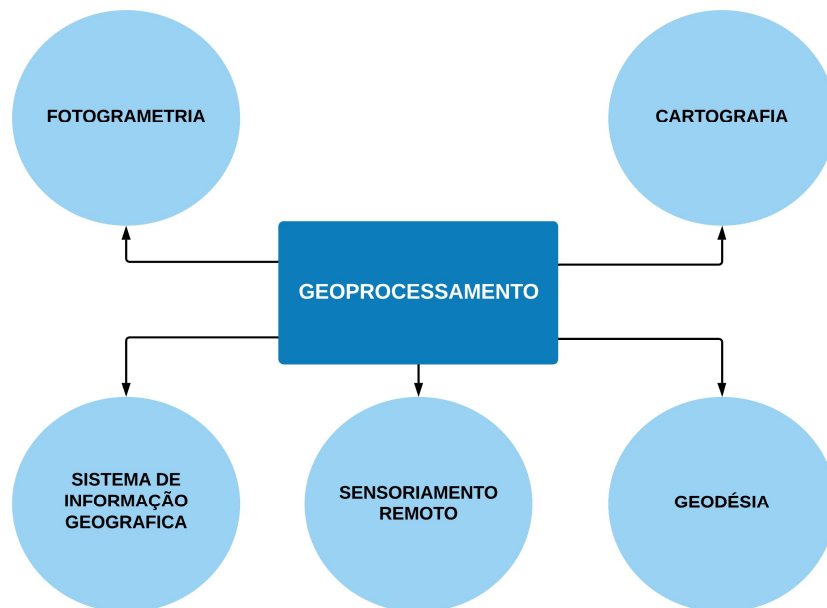 FOTOGRAMETRIA
CARTOGRAFIA
GEOPROCESSAMENTO
SISTEMA DE
INFORMAÇÃO
GEOGRAFICA
SENSORIAMENTO
REMOTO
GEODÉSIA